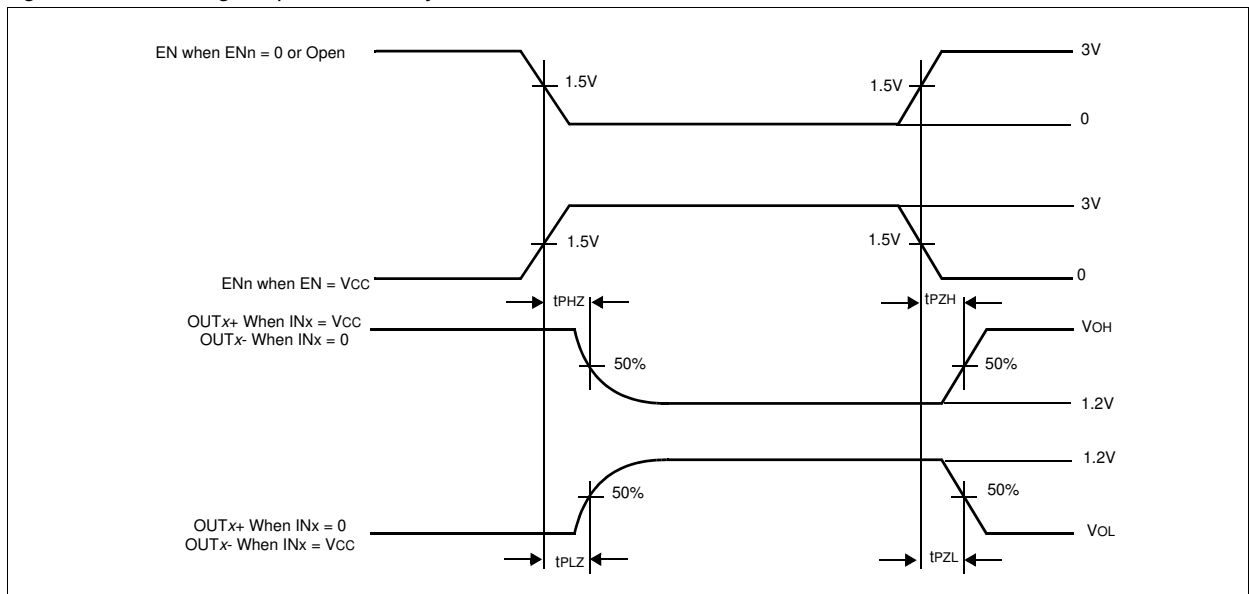 EN when ENn = 0 or Open
3V
1.5V
1.5V
0
3V
1.5V
1.5V
ENn when EN = VCC
0
tPHZ
tPZH
OUTx+ When INx = VCC
OUTx- When INx = 0
VOH
50%
50%
1.2V
1.2V
50%
50%
OUTx+ When INx = 0
OUTx- When INx = VCC
VOL
tPLZ
tPZL